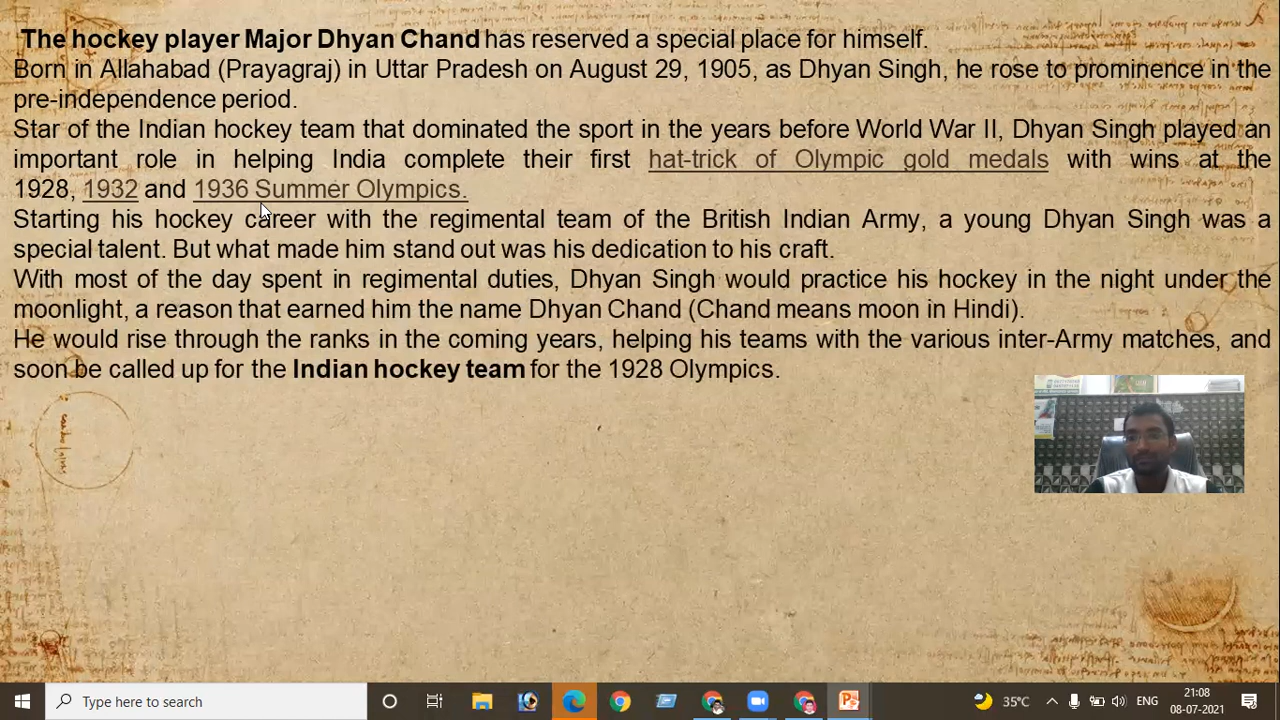 The hockey player Major Dhyan Chand has reserved a special place for himself.
Born in Allahabad (Prayagraj) in Uttar Pradesh on August 29, 1905, as Dhyan Singh, he rose to prominence in the
pre-independence period.
Star of the Indian hockey team that dominated the sport in the years before World War II, Dhyan Singh played an
important role in helping India complete their first hat-trick of Olympic gold medals with wins at the
1928, 1932 and 1936 Summer Olympics.
Starting his hockey career with the regimental team of the British Indian Army, a young Dhyan Singh was a
special talent. But what made him stand out was his dedication to his craft.
With most of the day spent in regimental duties, Dhyan Singh would practice his hockey in the night under the
moonlight, a reason that earned him the name Dhyan Chand (Chand means moon in Hindi).
He would rise through the ranks in the coming years, helping his teams with the various inter-Army matches, and
soon be called up for the Indian hockey team for the 1928 Olympics.
Type here to search
35°C
ENG
21:08
08-07-2021